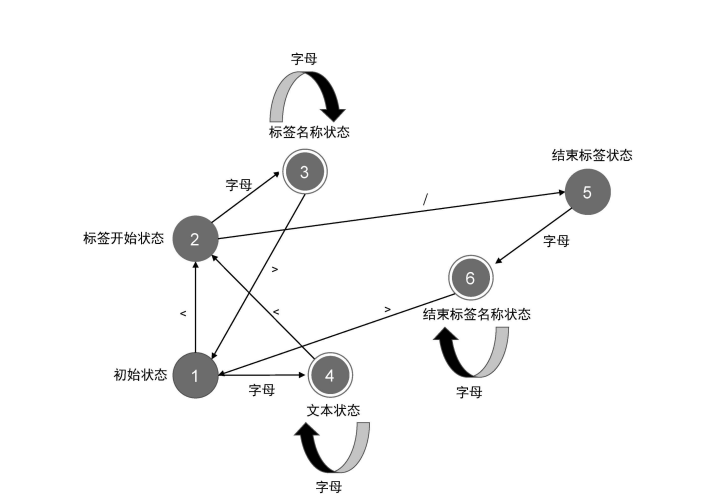 字母
标签名称状态
3
字母
结束标签状态
5
/
标签开始状态
2
字母
>
6
<
<
>
结束标签名称状态
初始状态
1
4
字母
字母
文本状态
字母